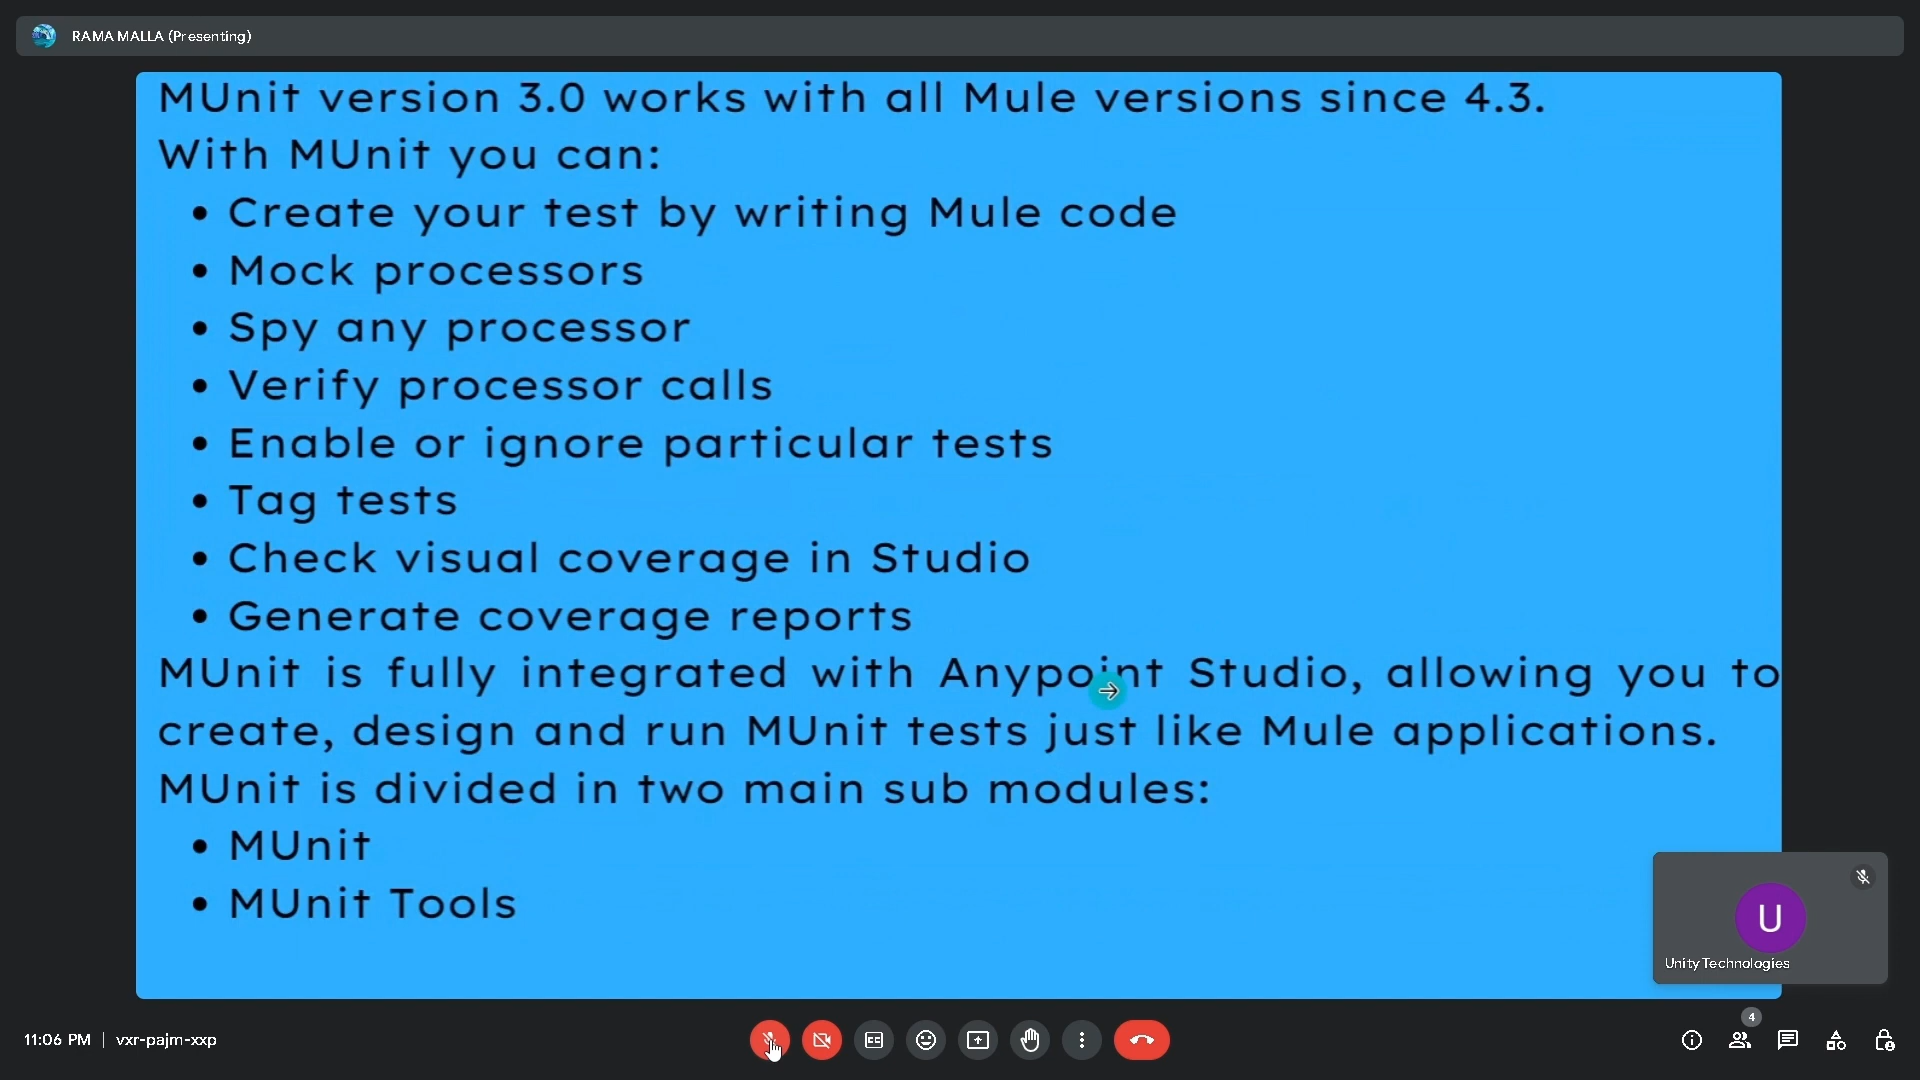 RAMA MALLA (Presenting)
MUnit version 3.0 works with all Mule versions since 4.3.
With MUnit you can:
• Create your test by writing Mule code
• Mock processors
• Spy any processor
• Verify processor calls
• Enable or ignore particular tests
• Tag tests
• Check visual coverage in Studio
• Generate coverage reports
MUnit is fully integrated with Anypoint Studio, allowing you to
create, design and run MUnit tests just like Mule applications.
MUnit is divided in two main sub modules:
• MUnit
• MUnit Tools
U
Unity Technologies
11:06 PM | vxr-pajm-xxp
4